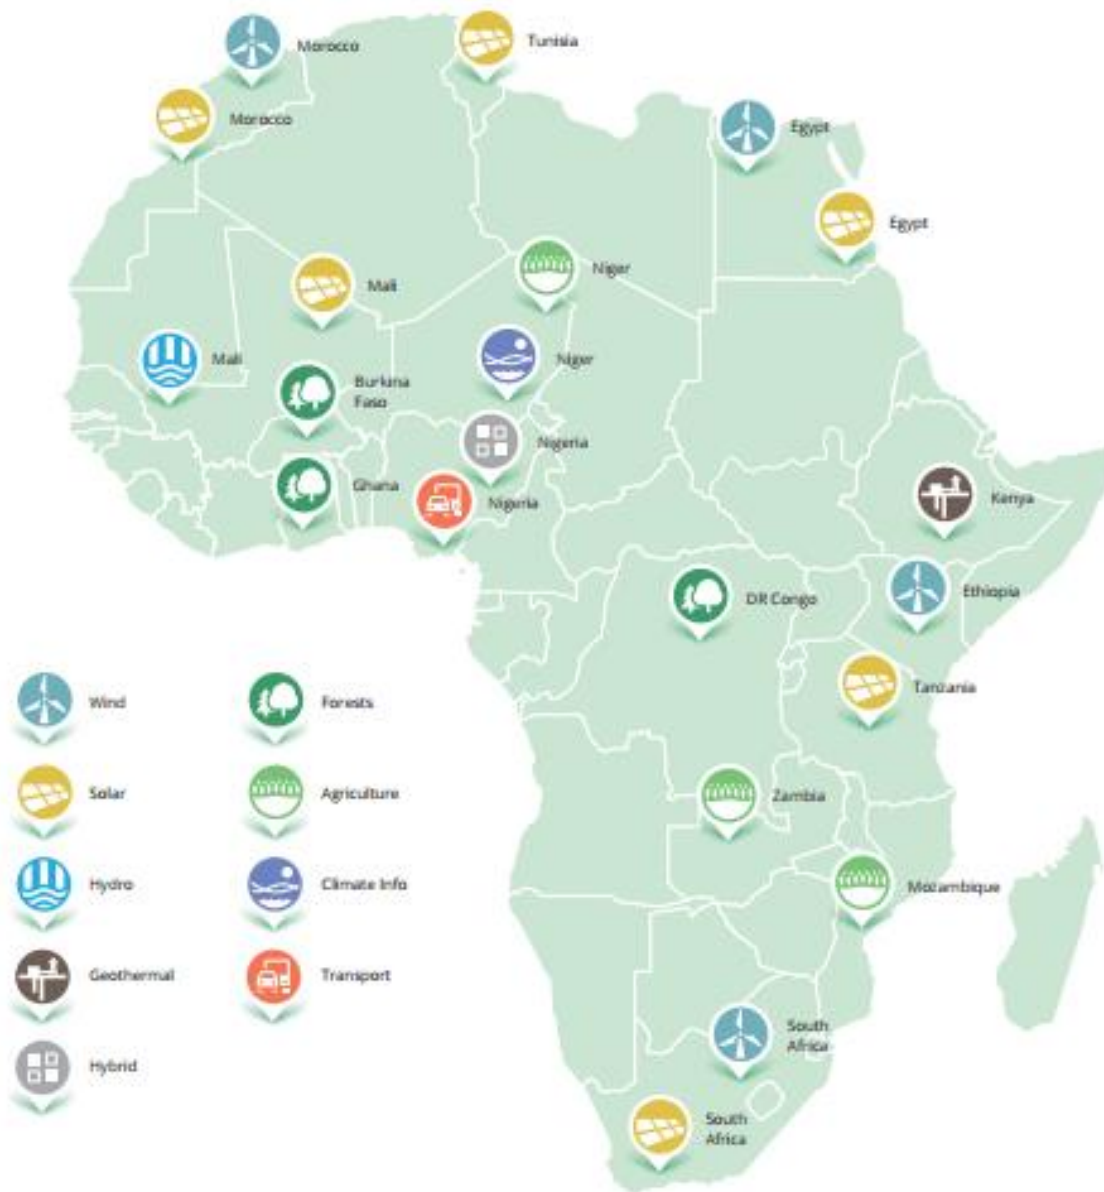 Morocco
Tunisia
Morocco
Egypt
Egypt
Niger
Mali
Mali
Niger
Burkina
Faso
Nigeria
Ghana
Nigeria
Kenya
DR Congo
Ethiopia
Tanzania
Wind
Forests
Solar
Agriculture
Zambia
Hydro
Climate Info
Mozambique
Geothermal
Transport
South
Africa
Hybrid
South
Africa